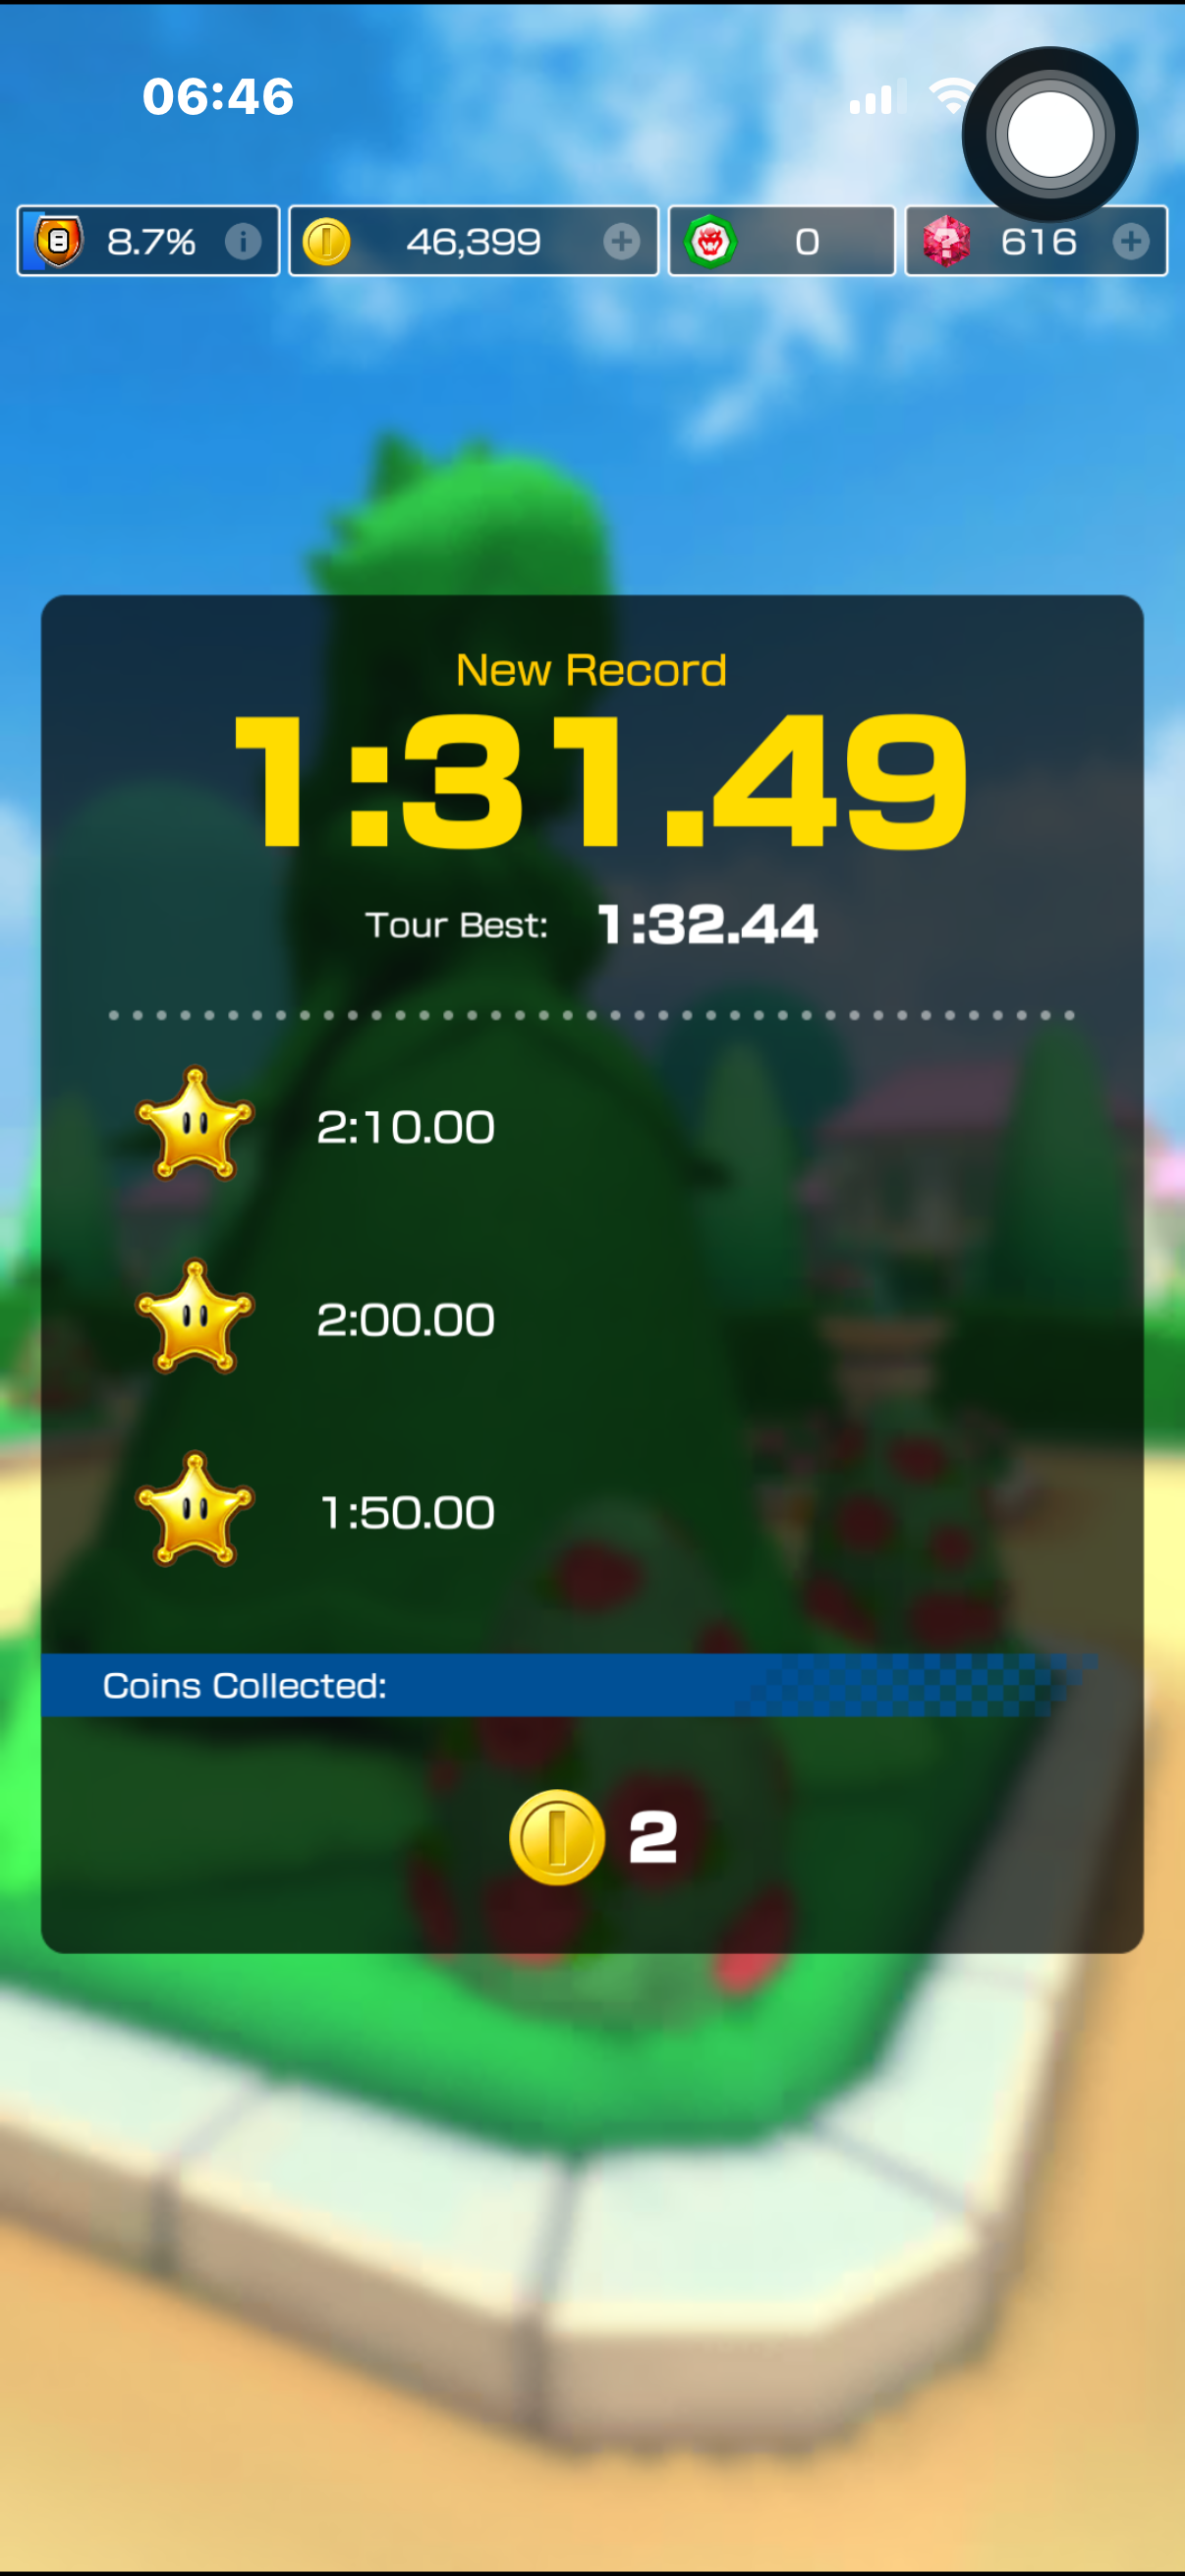 06:46
8 8.7% i 46,399 + 0 ? 616 +
New Record
1:31.49
Tour Best: 1:32.44
2:10.00
2:00.00
1:50.00
Coins Collected:
2